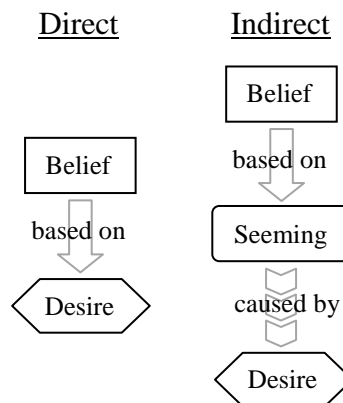 Direct
Belief
based on
Desire
Indirect
Belief
based on
Seeming
caused by
Desire